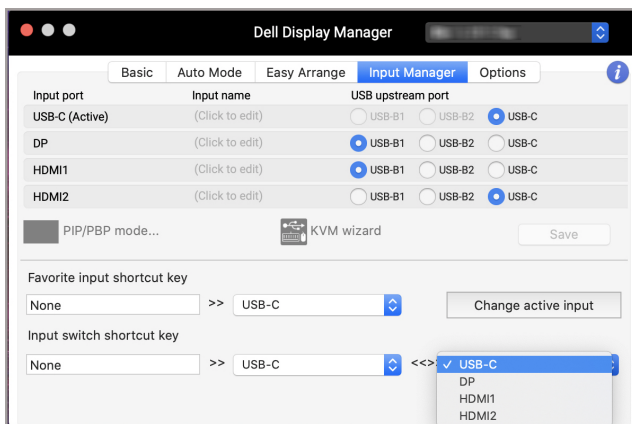 Dell Display Manager
Basic Auto Mode Easy Arrange Input Manager Options i
Input port Input name USB upstream port
USB-C (Active) (Click to edit) USB-B1 USB-B2 USB-C
DP (Click to edit) USB-B1 USB-B2 USB-C
HDMI1 (Click to edit) USB-B1 USB-B2 USB-C
HDMI2 (Click to edit) USB-B1 USB-B2 USB-C
PIP/PBP mode... KVM wizard Save
Favorite input shortcut key
None >> USB-C Change active input
Input switch shortcut key
None >> USB-C <<>> ✓ USB-C
DP
HDMI1
HDMI2